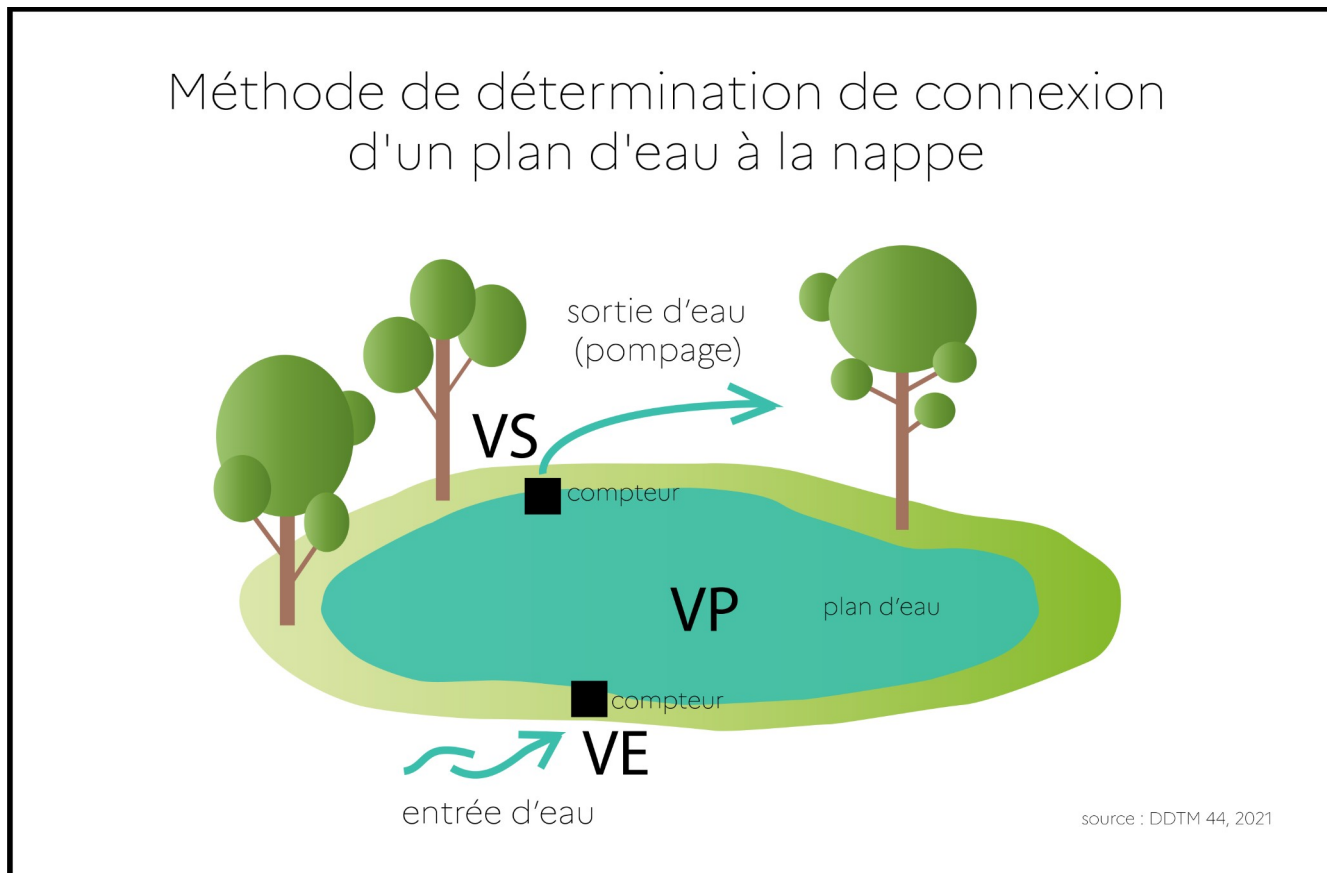 Méthode de détermination de connexion
d'un plan d'eau à la nappe
sortie d’eau
(pompage)
VS
compteur
VP
plan d’eau
compteur
VE
entrée d’eau
source : DDTM 44, 2021